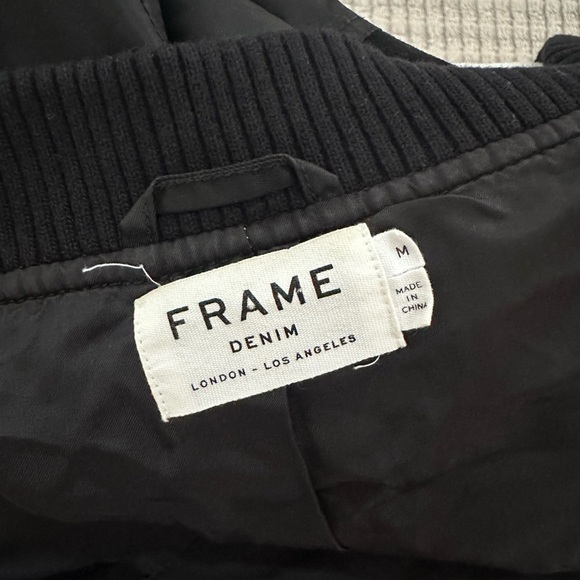 FRAME
DENIM
LONDON - LOS ANGELES
M
MADE
IN
CHINA